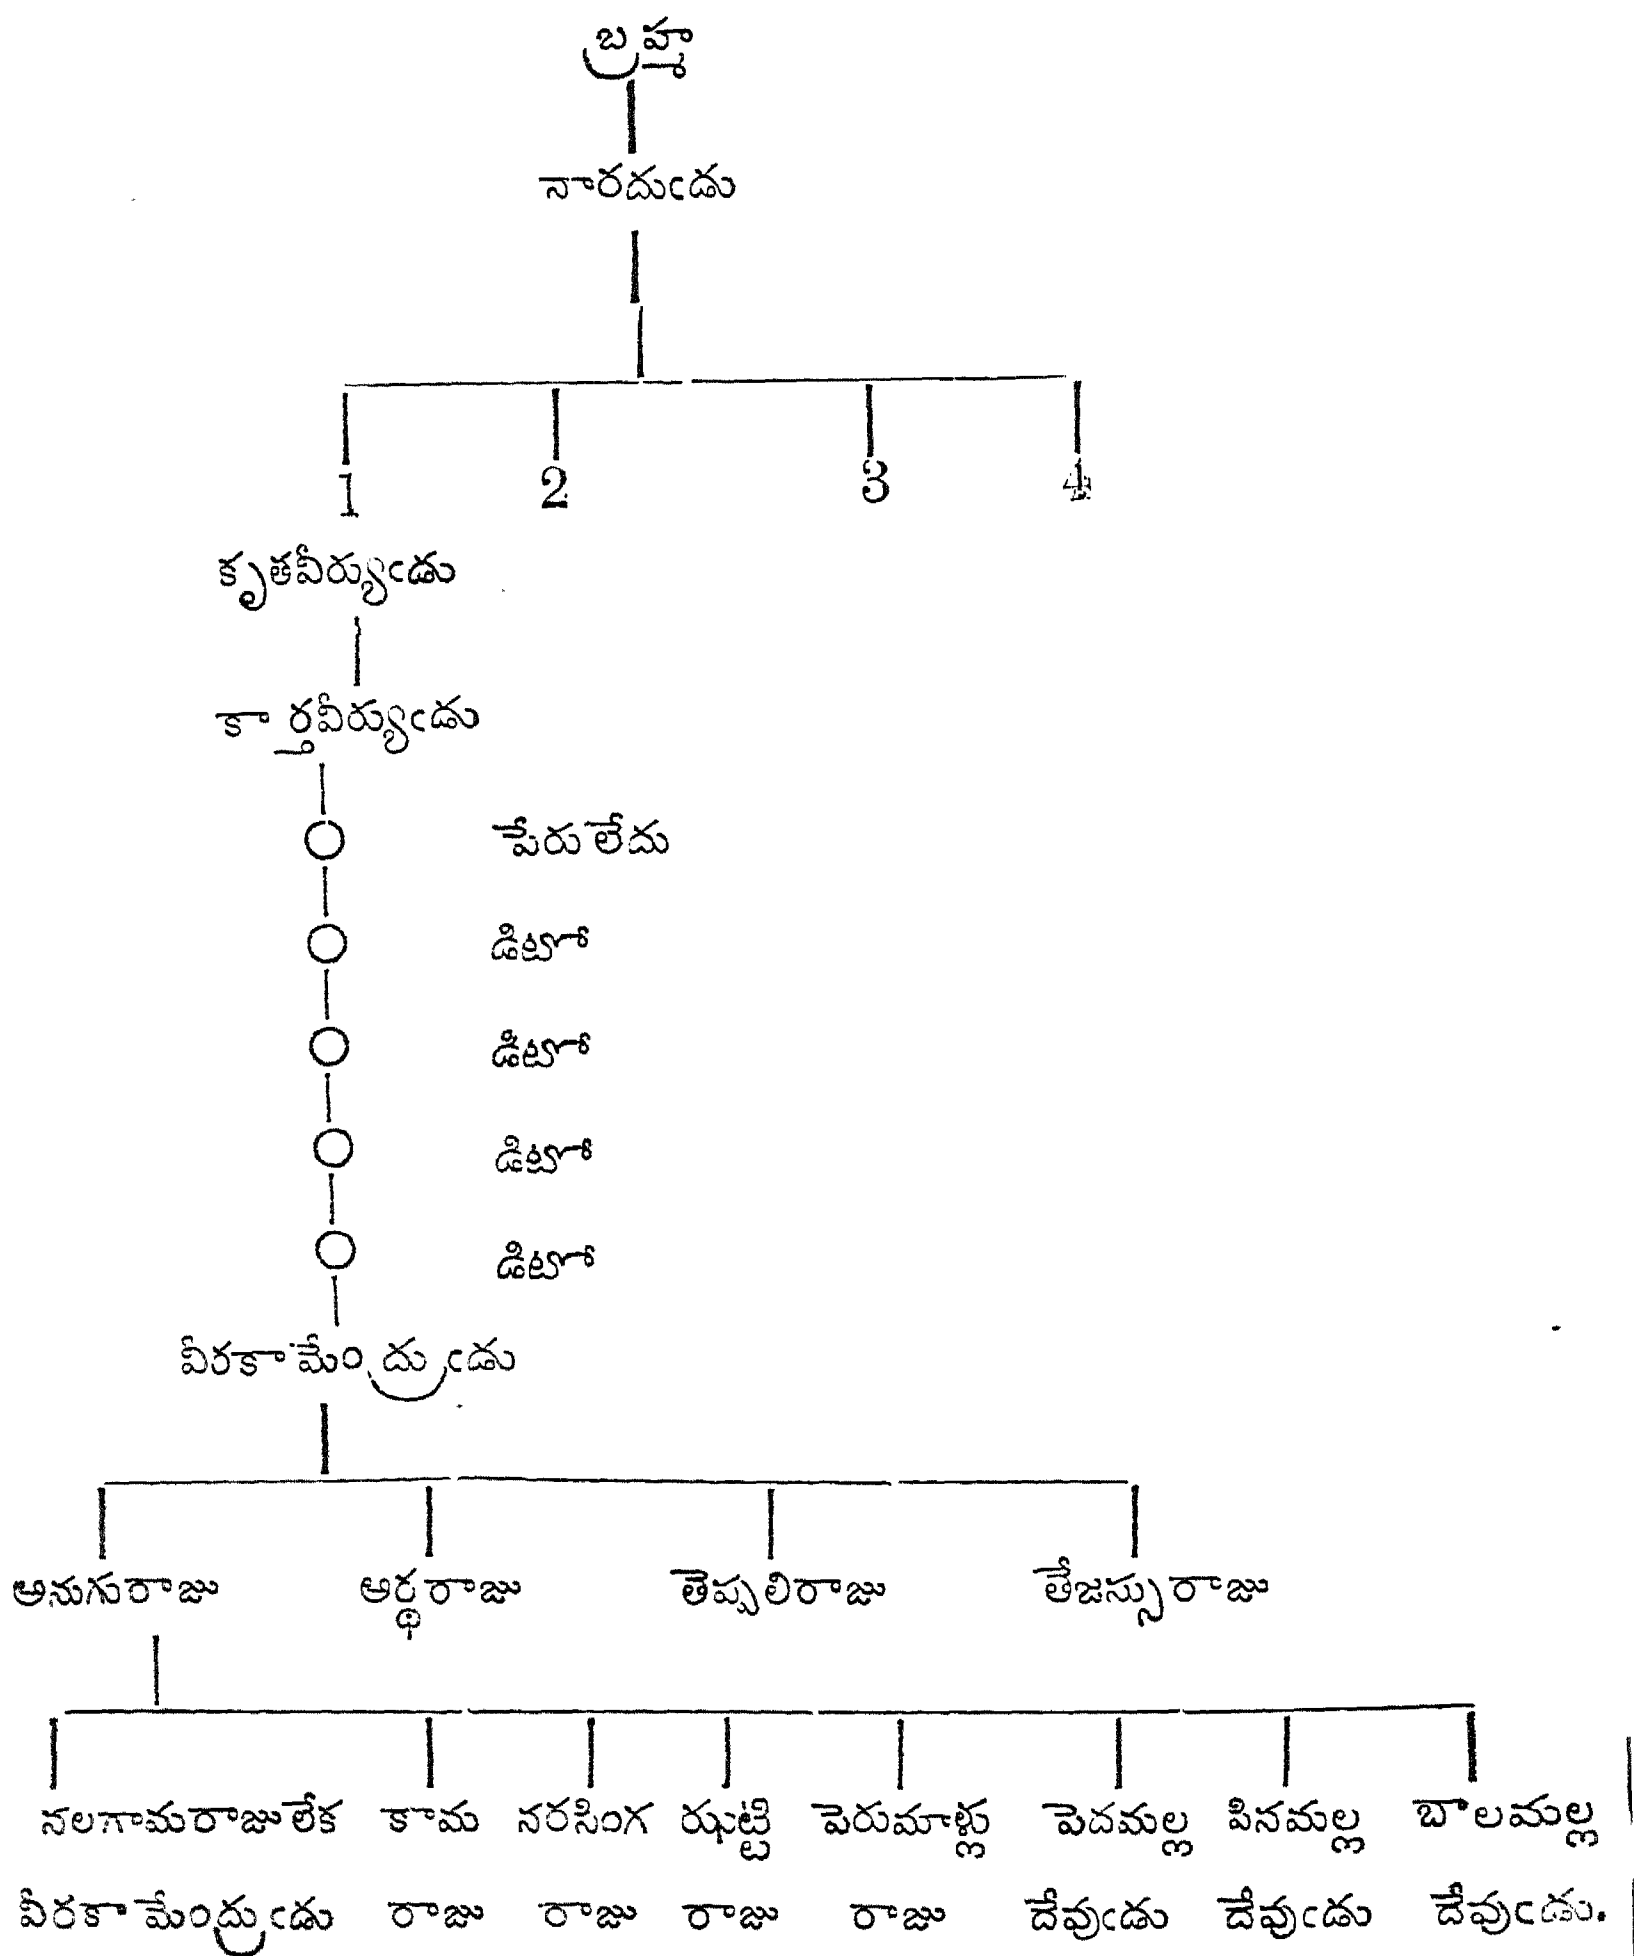 బ్రహ్మ
నారదుఁడు
1 2 3 4
కృతవీర్యుఁడు
కార్తవీర్యుఁడు
పేరు లేదు
డిటో
డిటో
డిటో
డిటో
వీరకామేంద్రుఁడు
అనుగురాజు అర్థరాజు తెప్పలిరాజు తేజస్సురాజు
నలగామరాజు లేక కామ నరసింగ ఝట్టి పెరుమాళ్లు పెదమల్ల పినమల్ల బాలమల్ల
వీరకామేంద్రుఁడు రాజు రాజు రాజు రాజు దేవుఁడు దేవుఁడు దేవుఁడు.